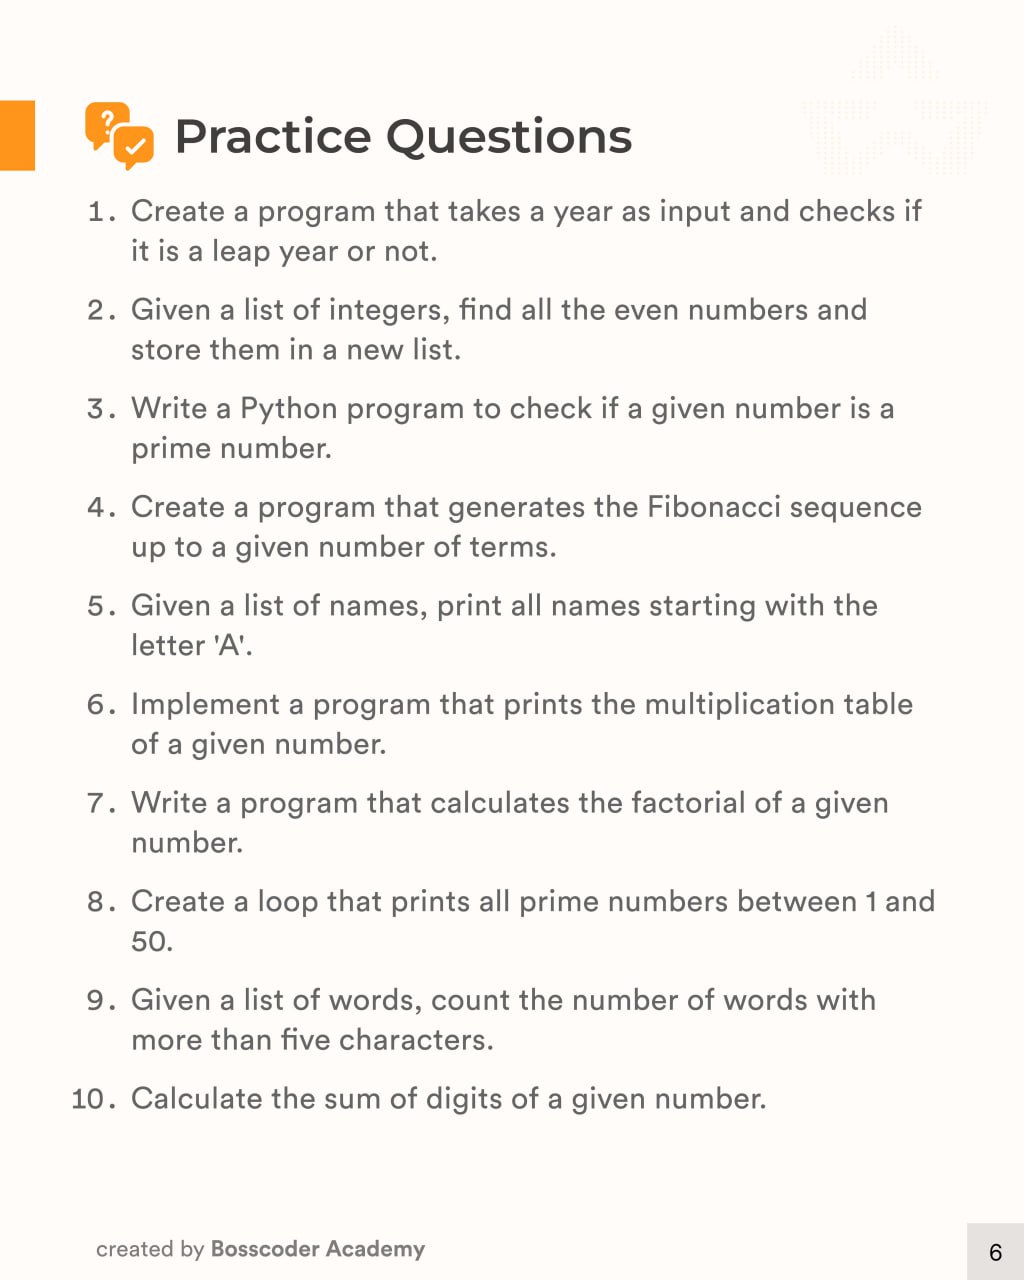 Practice Questions
1. Create a program that takes a year as input and checks if
it is a leap year or not.
2. Given a list of integers, find all the even numbers and
store them in a new list.
3. Write a Python program to check if a given number is a
prime number.
4. Create a program that generates the Fibonacci sequence
up to a given number of terms.
5. Given a list of names, print all names starting with the
letter 'A'.
6. Implement a program that prints the multiplication table
of a given number.
7. Write a program that calculates the factorial of a given
number.
8. Create a loop that prints all prime numbers between 1 and
50.
9. Given a list of words, count the number of words with
more than five characters.
10. Calculate the sum of digits of a given number.
created by Bosscoder Academy
6